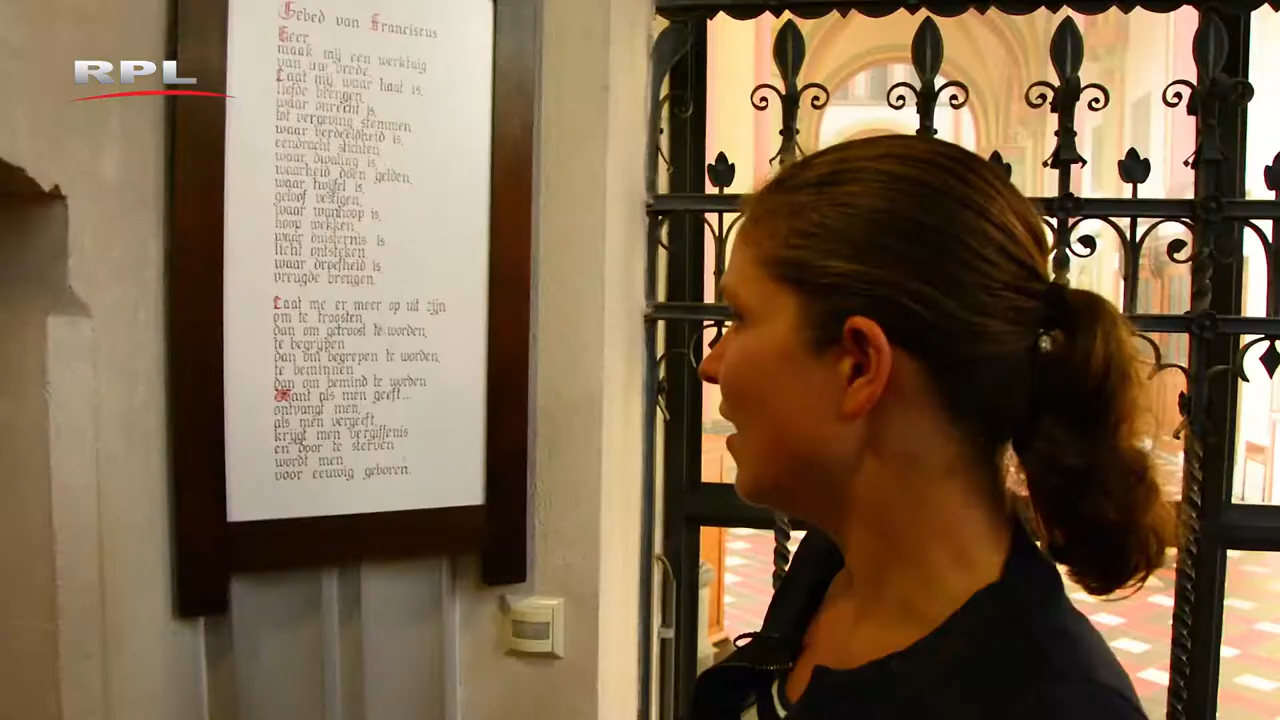 RPL
Gebed van Franciscus
Heer,
maak mij een werktuig
van uw vrede.
Laat mij waar haat is,
liefde brengen,
waar onrecht is,
tot vergeving stemmen,
waar verdeeldheid is,
eendracht stichten,
waar dwaling is,
waarheid doen gelden,
waar twijfel is,
geloof vestigen,
waar wanhoop is,
hoop wekken,
waar duisternis is
licht ontsteken,
waar droefheid is,
vreugde brengen.
Laat me er meer op uit zijn
om te troosten,
dan om getroost te worden,
te begrijpen
dan om begrepen te worden,
te beminnen
dan om bemind te worden
Want als men geeft...
ontvangt men,
als men vergeeft,
krijgt men vergiffenis
en door te sterven
wordt men
voor eeuwig geboren.